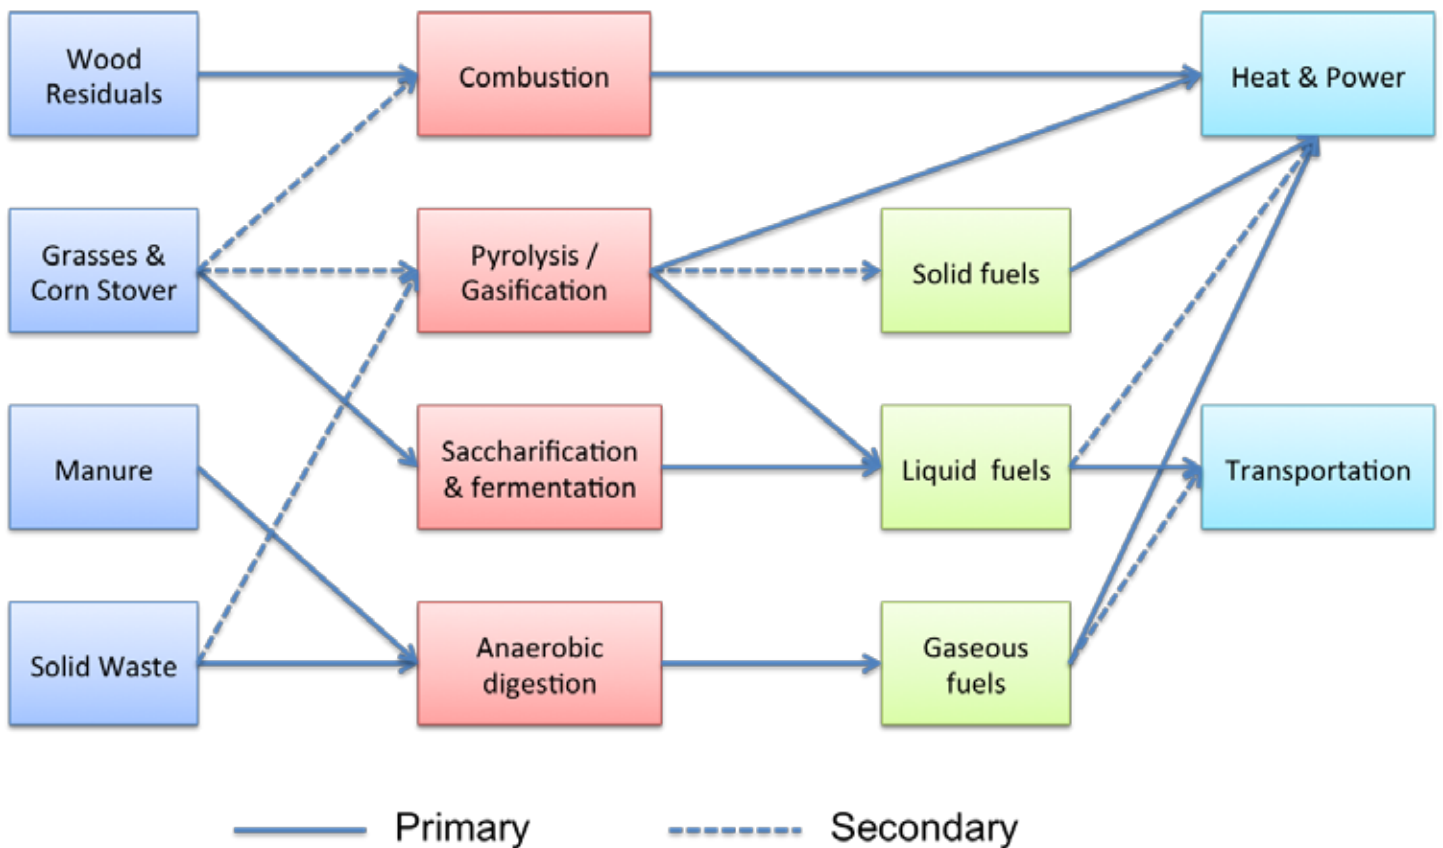 Wood
Residuals
Combustion
Heat & Power
Grasses &
Corn Stover
Pyrolysis /
Gasification
Solid fuels
Manure
Saccharification
& fermentation
Liquid fuels
Transportation
Solid Waste
Anaerobic
digestion
Gaseous
fuels
Primary
Secondary